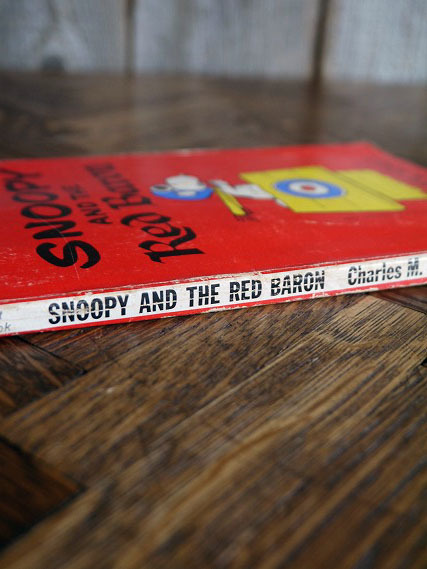 SNOOPY
AND THE
Red Baron
SNOOPY AND THE RED BARON Charles M.